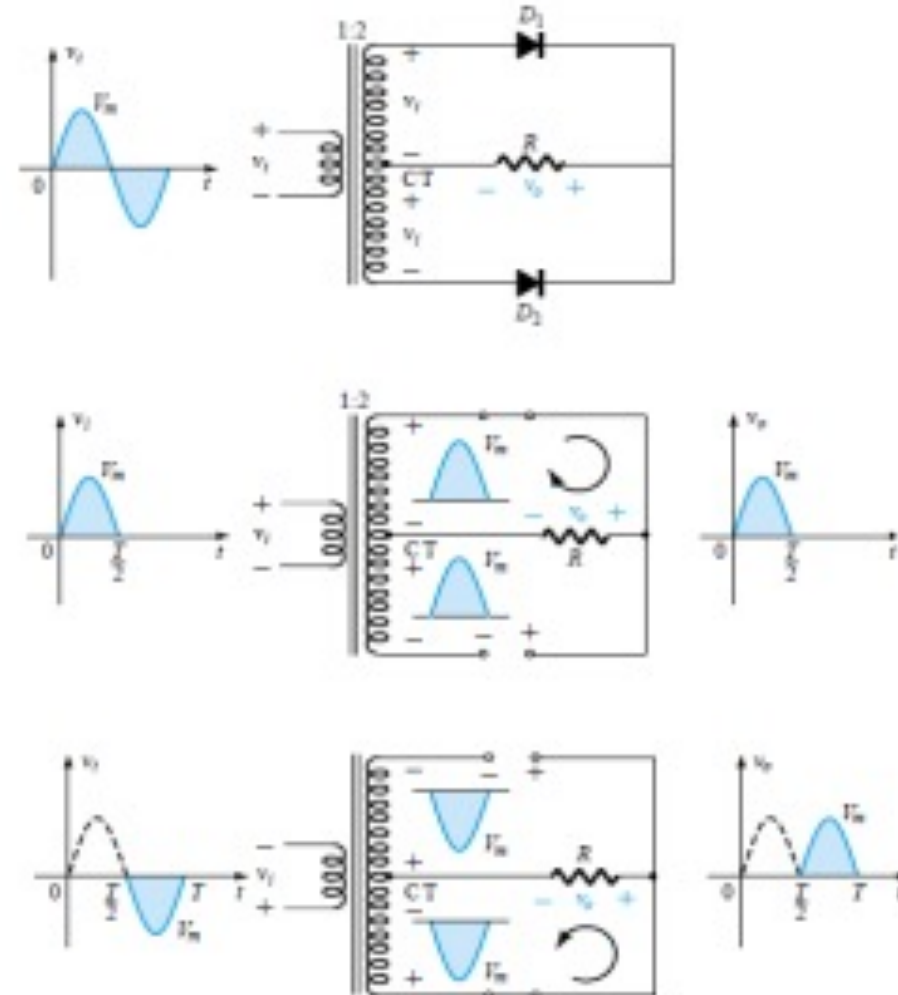 D₁
1:2
vᵢ
+
Vₘ
vᵢ
+
R
vᵢ
−
0
t
−
CT
− vₒ +
+
vᵢ
−
D₂
1:2
vᵢ
+
Vₘ
vₒ
Vₘ
Vₘ
+
− vₒ +
vᵢ
−
0
T/2
t
CT
R
0
T/2
t
−
+
Vₘ
− − +
vᵢ
− − +
vₒ
Vₘ
−
Vₘ
R
vᵢ
+
0
T/2
T
t
CT
− vₒ +
0
T/2
T
t
+
−
Vₘ
Vₘ
+